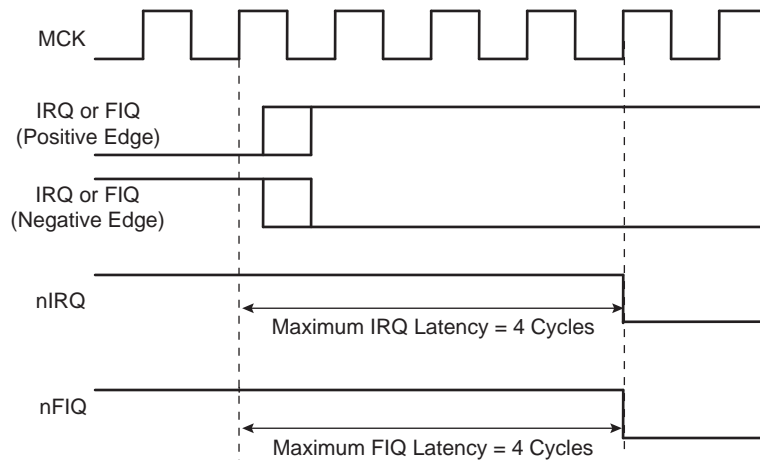 MCK
IRQ or FIQ
(Positive Edge)
IRQ or FIQ
(Negative Edge)
nIRQ
Maximum IRQ Latency = 4 Cycles
nFIQ
Maximum FIQ Latency = 4 Cycles